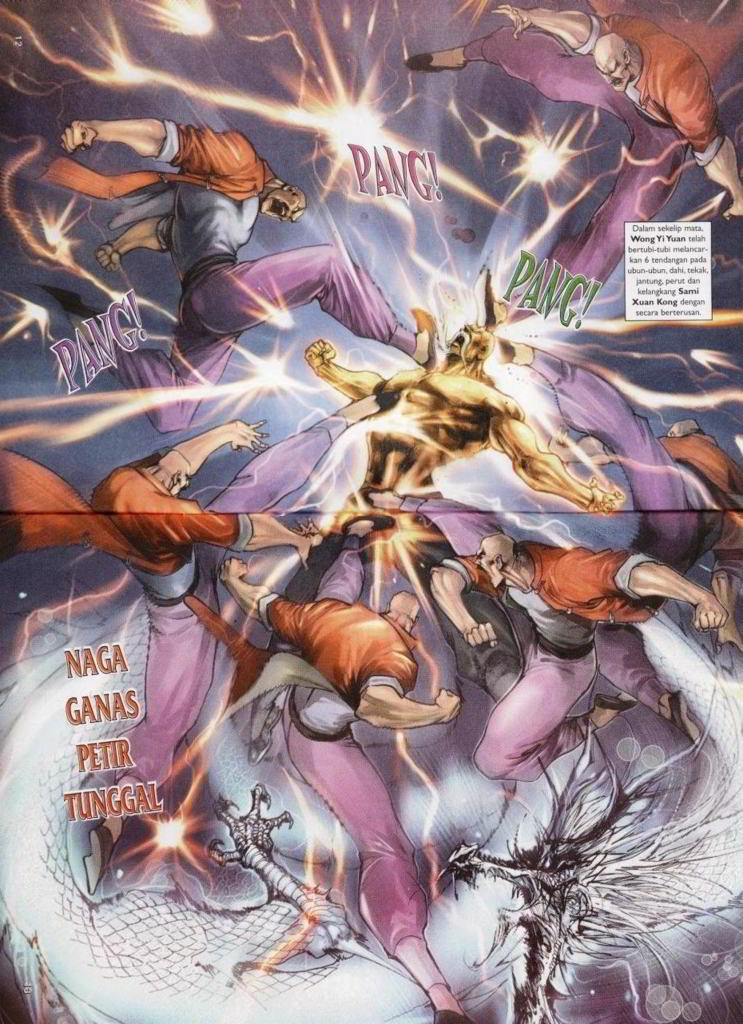 12
PANG!
Dalam sekelip mata,
Wong Yi Yuan telah
bertubi-tubi melancar-
kan 6 tendangan pada
ubun-ubun, dahi, tekak,
jantung, perut dan
kelangkang Sami
Xuan Kong dengan
secara berterusan.
PANG!
PANG!
NAGA
GANAS
PETIR
TUNGGAL
13